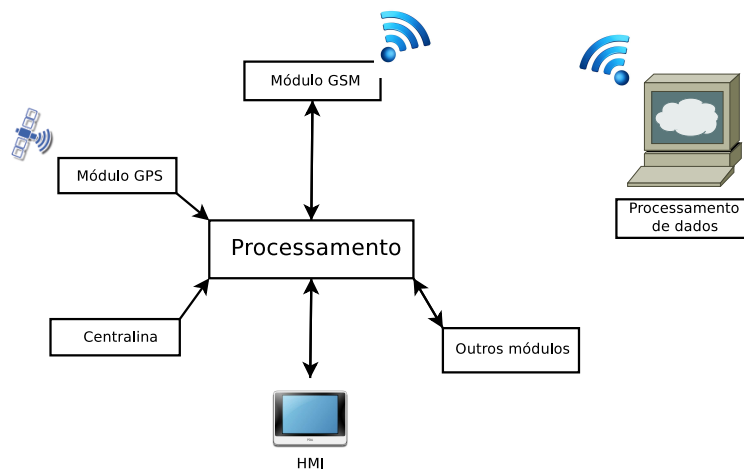 Módulo GSM
Módulo GPS
Processamento
de dados
Processamento
Centralina
Outros módulos
HMI